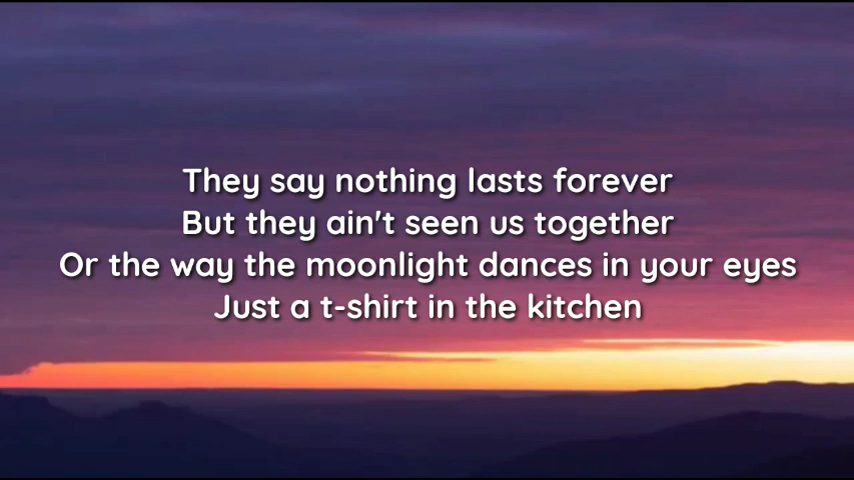 They say nothing lasts forever
But they ain't seen us together
Or the way the moonlight dances in your eyes
Just a t-shirt in the kitchen